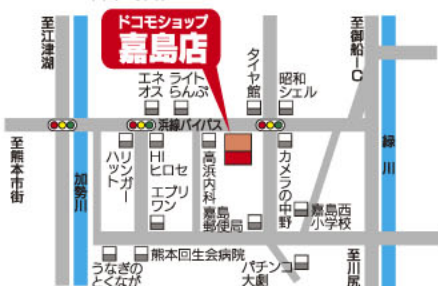 ドコモショップ
嘉島店
至江津湖
至御船IC
エネオス
ライトらんぷ
タイヤ館
昭和シェル
浜線バイパス
至熊本市街
加勢川
緑川
リンガーハット
HIヒロセ
エブリワン
高浜内科
嘉島郵便局
カメラの中野
嘉島西小学校
うなぎのとくなが
熊本回生会病院
パチンコ大劇
至川尻